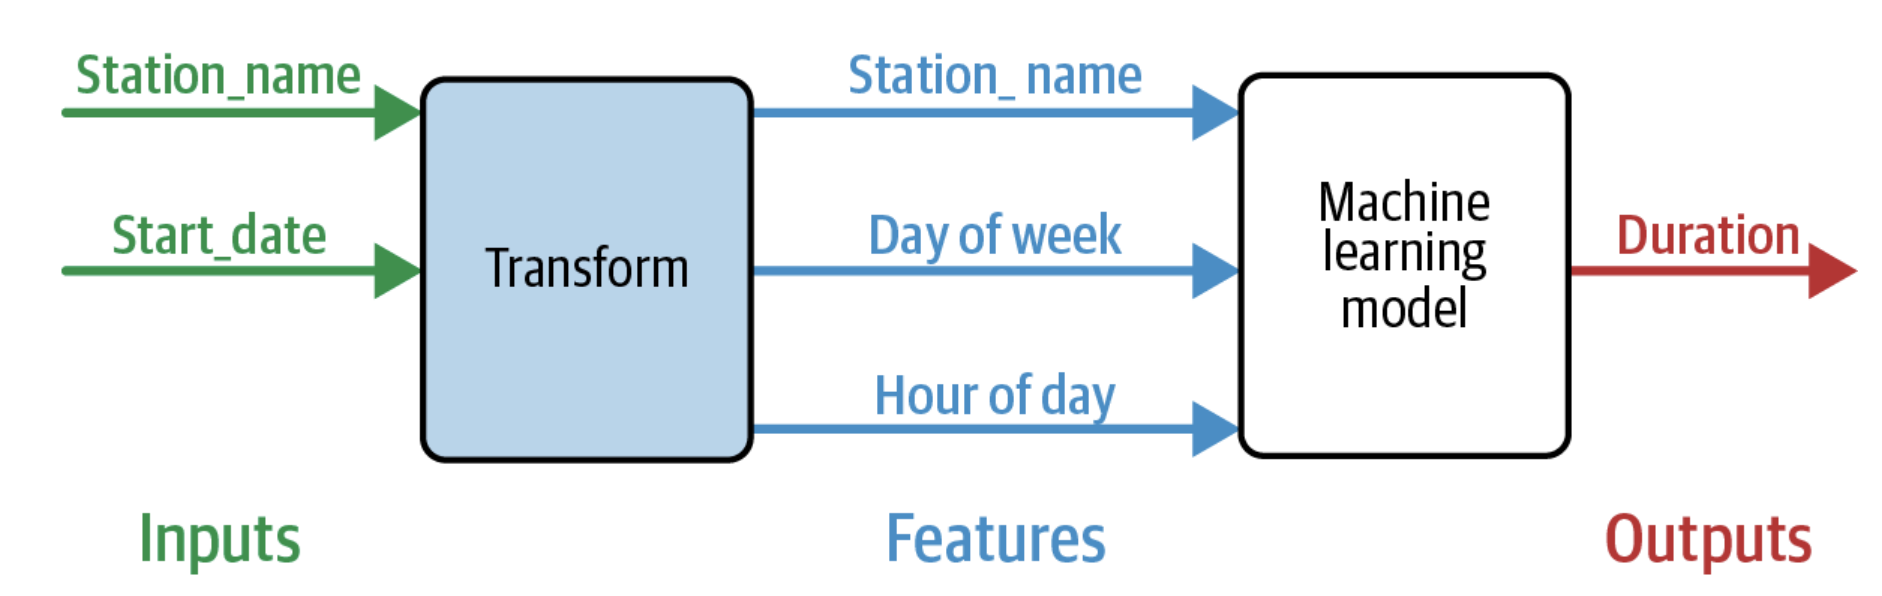 Station_name
Station_ name
Start_date
Transform
Day of week
Machine
learning
model
Duration
Hour of day
Inputs
Features
Outputs